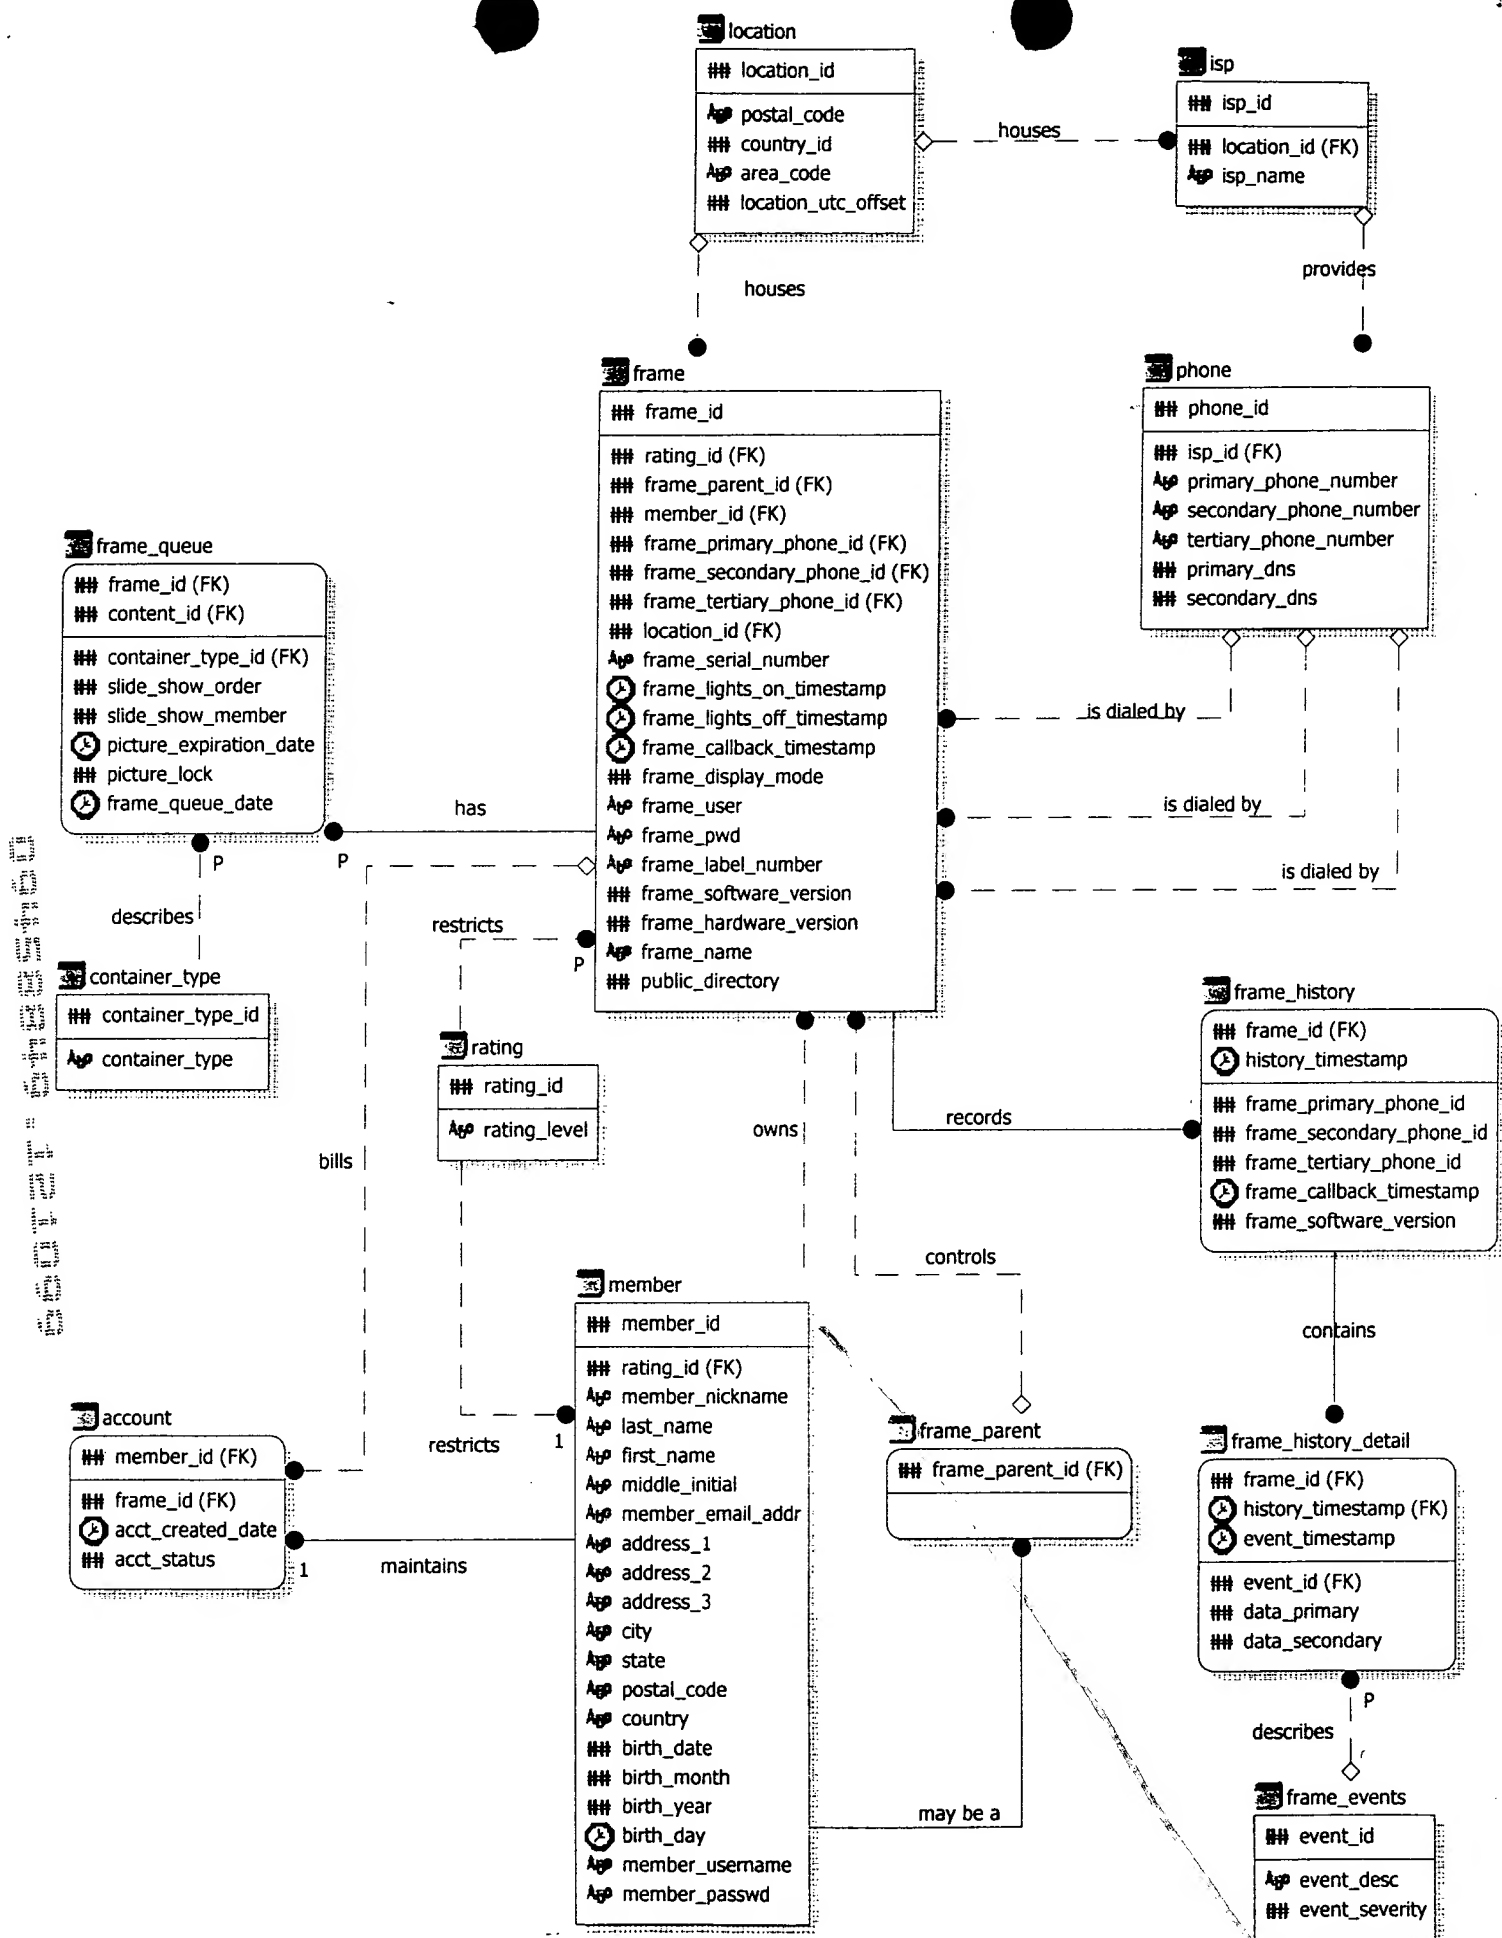 location
## location_id
postal_code
## country_id
area_code
## location_utc_offset
houses
isp
## isp_id
## location_id (FK)
isp_name
houses
provides
frame
## frame_id
## rating_id (FK)
## frame_parent_id (FK)
## member_id (FK)
## frame_primary_phone_id (FK)
## frame_secondary_phone_id (FK)
## frame_tertiary_phone_id (FK)
## location_id (FK)
frame_serial_number
frame_lights_on_timestamp
frame_lights_off_timestamp
frame_callback_timestamp
## frame_display_mode
frame_user
frame_pwd
frame_label_number
## frame_software_version
## frame_hardware_version
frame_name
## public_directory
phone
## phone_id
## isp_id (FK)
primary_phone_number
secondary_phone_number
tertiary_phone_number
## primary_dns
## secondary_dns
is dialed by
is dialed by
is dialed by
frame_queue
## frame_id (FK)
## content_id (FK)
## container_type_id (FK)
## slide_show_order
## slide_show_member
picture_expiration_date
## picture_lock
frame_queue_date
has
P
P
describes
restricts
P
container_type
## container_type_id
container_type
rating
## rating_id
rating_level
bills
owns
records
controls
frame_history
## frame_id (FK)
history_timestamp
## frame_primary_phone_id
## frame_secondary_phone_id
## frame_tertiary_phone_id
frame_callback_timestamp
## frame_software_version
contains
member
## member_id
## rating_id (FK)
member_nickname
last_name
first_name
middle_initial
member_email_addr
address_1
address_2
address_3
city
state
postal_code
country
## birth_date
## birth_month
## birth_year
birth_day
member_username
member_passwd
restricts
1
account
## member_id (FK)
## frame_id (FK)
acct_created_date
## acct_status
1
maintains
frame_parent
## frame_parent_id (FK)
may be a
frame_history_detail
## frame_id (FK)
history_timestamp (FK)
event_timestamp
## event_id (FK)
## data_primary
## data_secondary
P
describes
frame_events
## event_id
event_desc
## event_severity